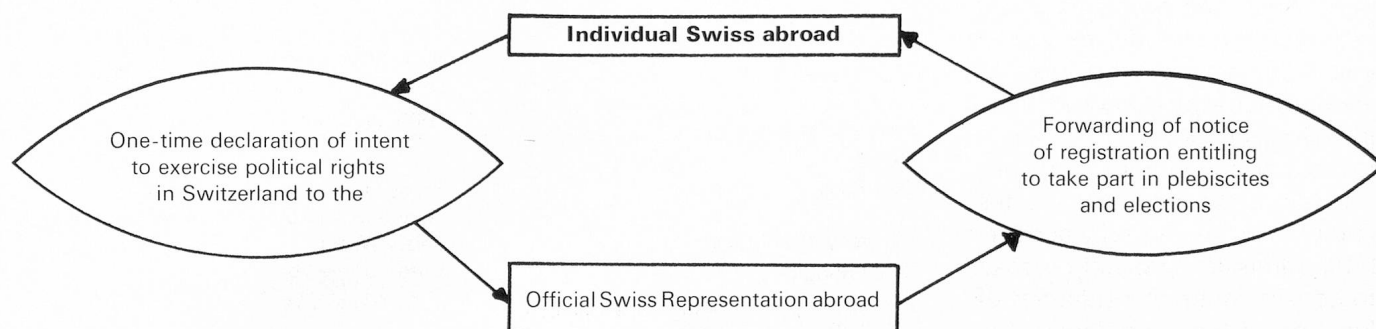 Individual Swiss abroad
One-time declaration of intent
to exercise political rights
in Switzerland to the
Forwarding of notice
of registration entitling
to take part in plebiscites
and elections
Official Swiss Representation abroad